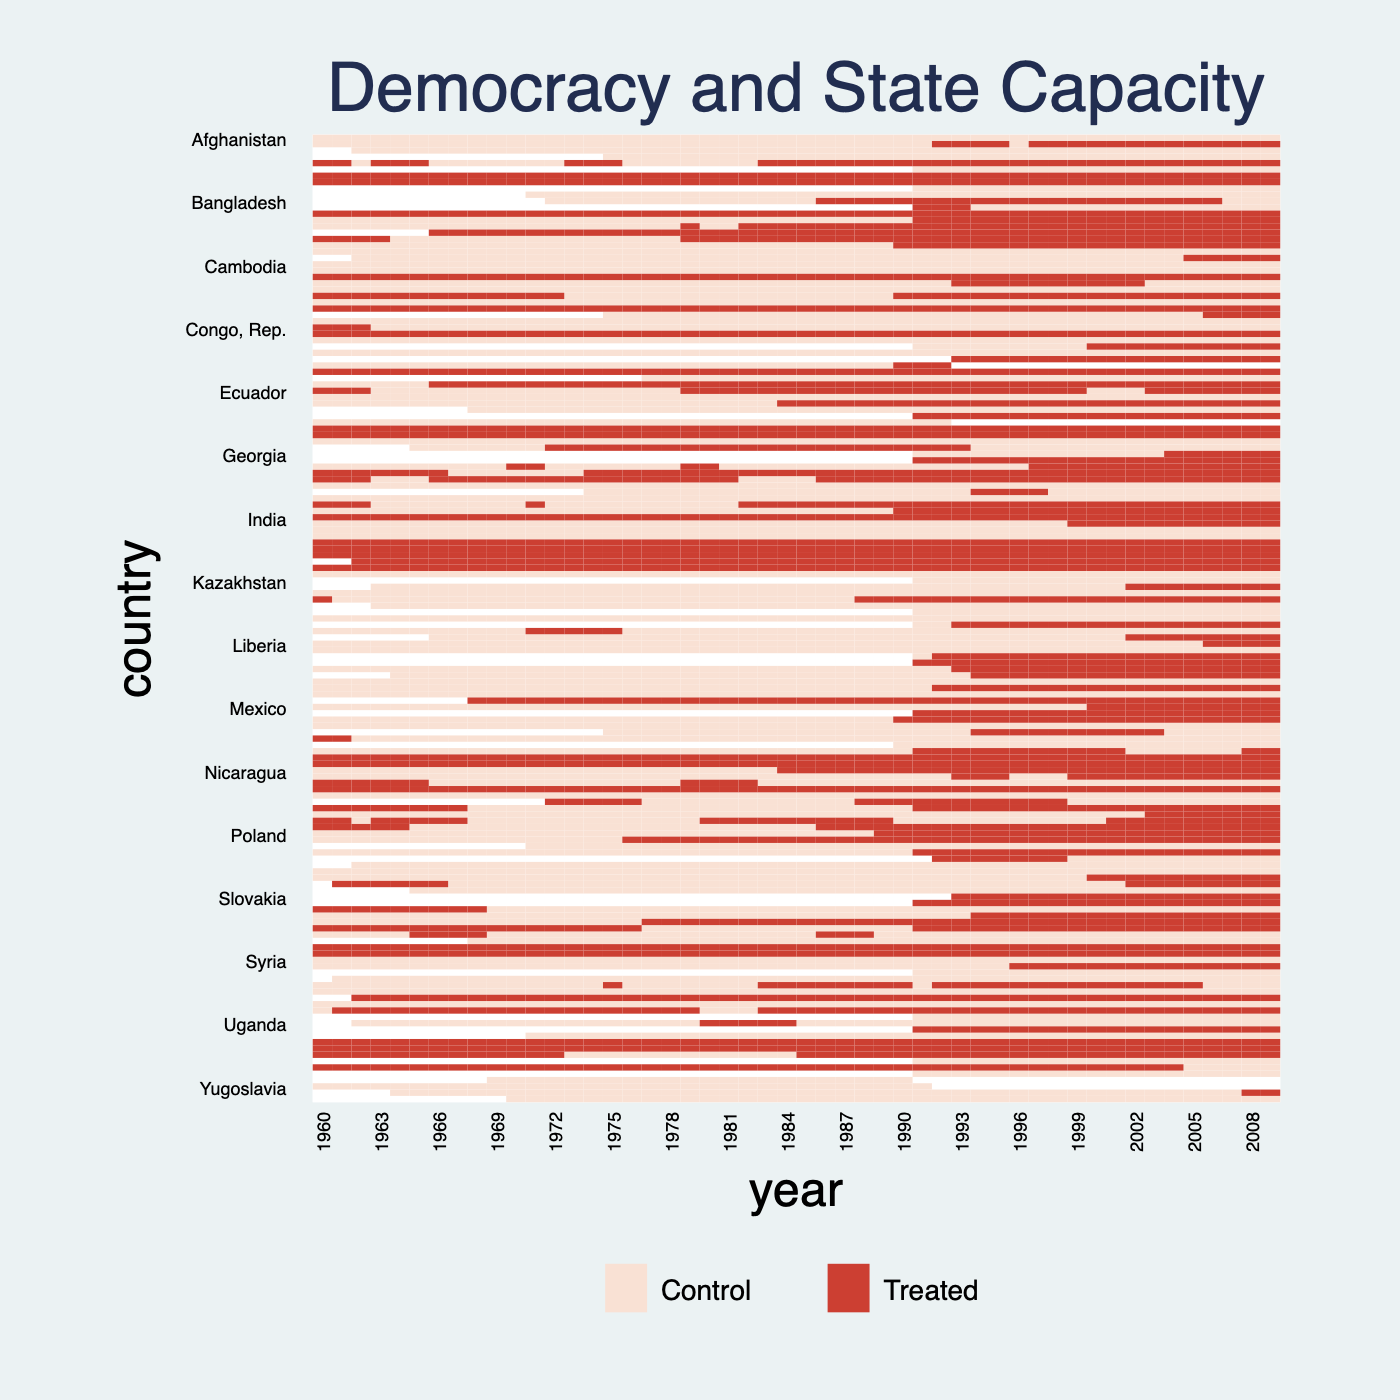 Democracy and State Capacity
Afghanistan
Bangladesh
Cambodia
Congo, Rep.
Ecuador
Georgia
India
Kazakhstan
Liberia
Mexico
Nicaragua
Poland
Slovakia
Syria
Uganda
Yugoslavia
country
1960 1963 1966 1969 1972 1975 1978 1981 1984 1987 1990 1993 1996 1999 2002 2005 2008
year
Control Treated